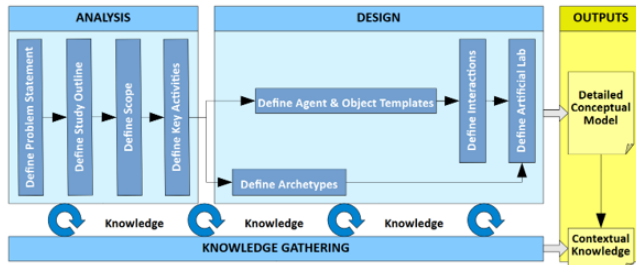 ANALYSIS
Define Problem Statement
Define Study Outline
Define Scope
Define Key Activities
DESIGN
Define Agent & Object Templates
Define Archetypes
Define Interactions
Define Artificial Lab
OUTPUTS
Detailed
Conceptual
Model
Knowledge
Knowledge
Knowledge
KNOWLEDGE GATHERING
Contextual
Knowledge